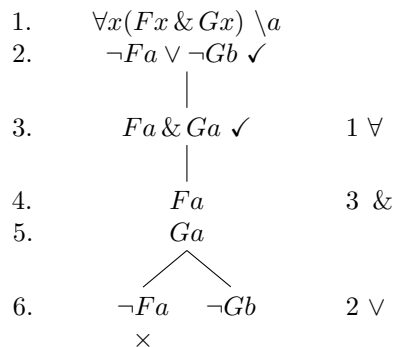 1. ∀x(Fx & Gx) \a
2. ¬Fa ∨ ¬Gb ✓
3. Fa & Ga ✓ 1 ∀
4. Fa 3 &
5. Ga
6. ¬Fa ¬Gb 2 ∨
×